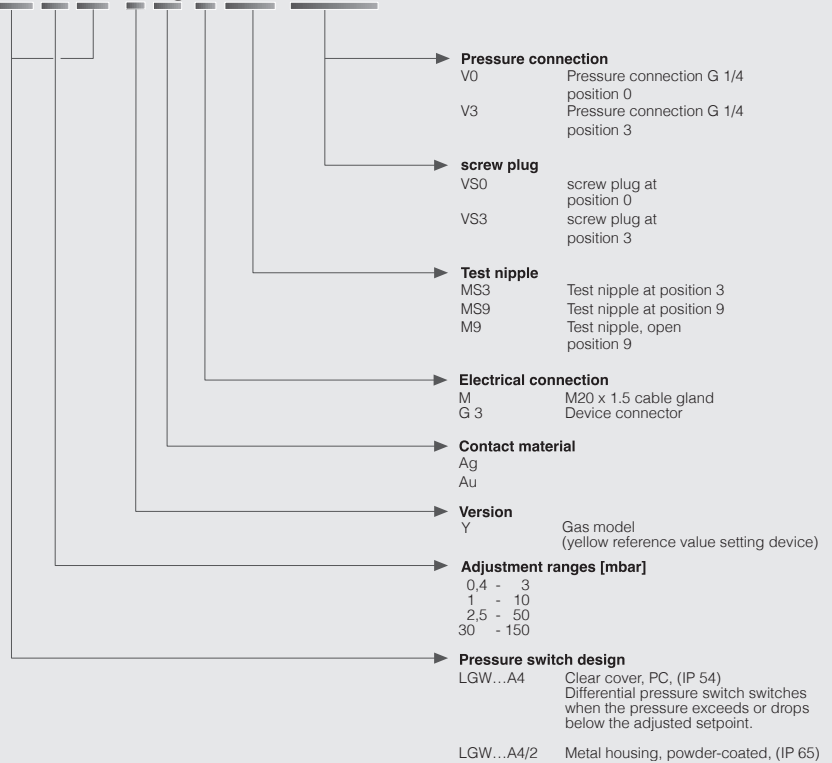 Pressure connection
V0 Pressure connection G 1/4
position 0
V3 Pressure connection G 1/4
position 3
screw plug
VS0 screw plug at
position 0
VS3 screw plug at
position 3
Test nipple
MS3 Test nipple at position 3
MS9 Test nipple at position 9
M9 Test nipple, open
position 9
Electrical connection
M M20 x 1.5 cable gland
G 3 Device connector
Contact material
Ag
Au
Version
Y Gas model
(yellow reference value setting device)
Adjustment ranges [mbar]
0,4 - 3
1 - 10
2,5 - 50
30 - 150
Pressure switch design
LGW…A4 Clear cover, PC, (IP 54)
Differential pressure switch switches
when the pressure exceeds or drops
below the adjusted setpoint.
LGW…A4/2 Metal housing, powder-coated, (IP 65)